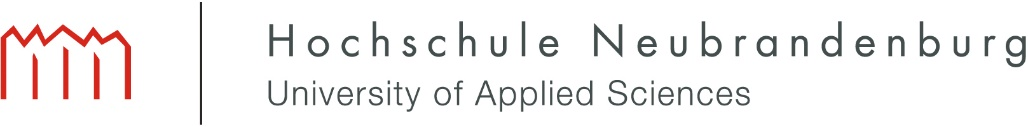 Hochschule Neubrandenburg
University of Applied Sciences